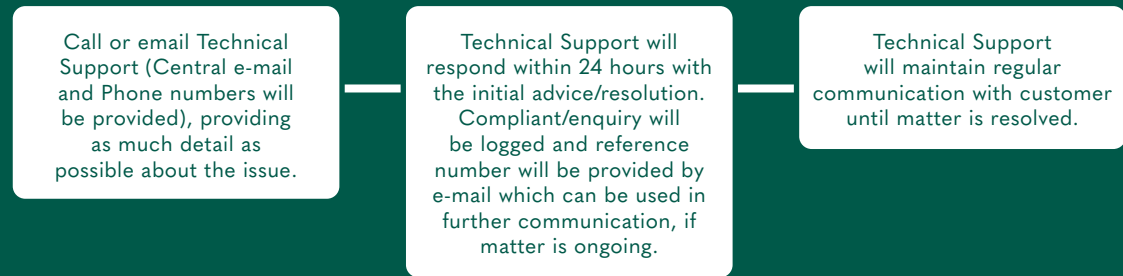 Call or email Technical
Support (Central e-mail
and Phone numbers will
be provided), providing
as much detail as
possible about the issue.
Technical Support will
respond within 24 hours with
the initial advice/resolution.
Compliant/enquiry will
be logged and reference
number will be provided by
e-mail which can be used in
further communication, if
matter is ongoing.
Technical Support
will maintain regular
communication with customer
until matter is resolved.